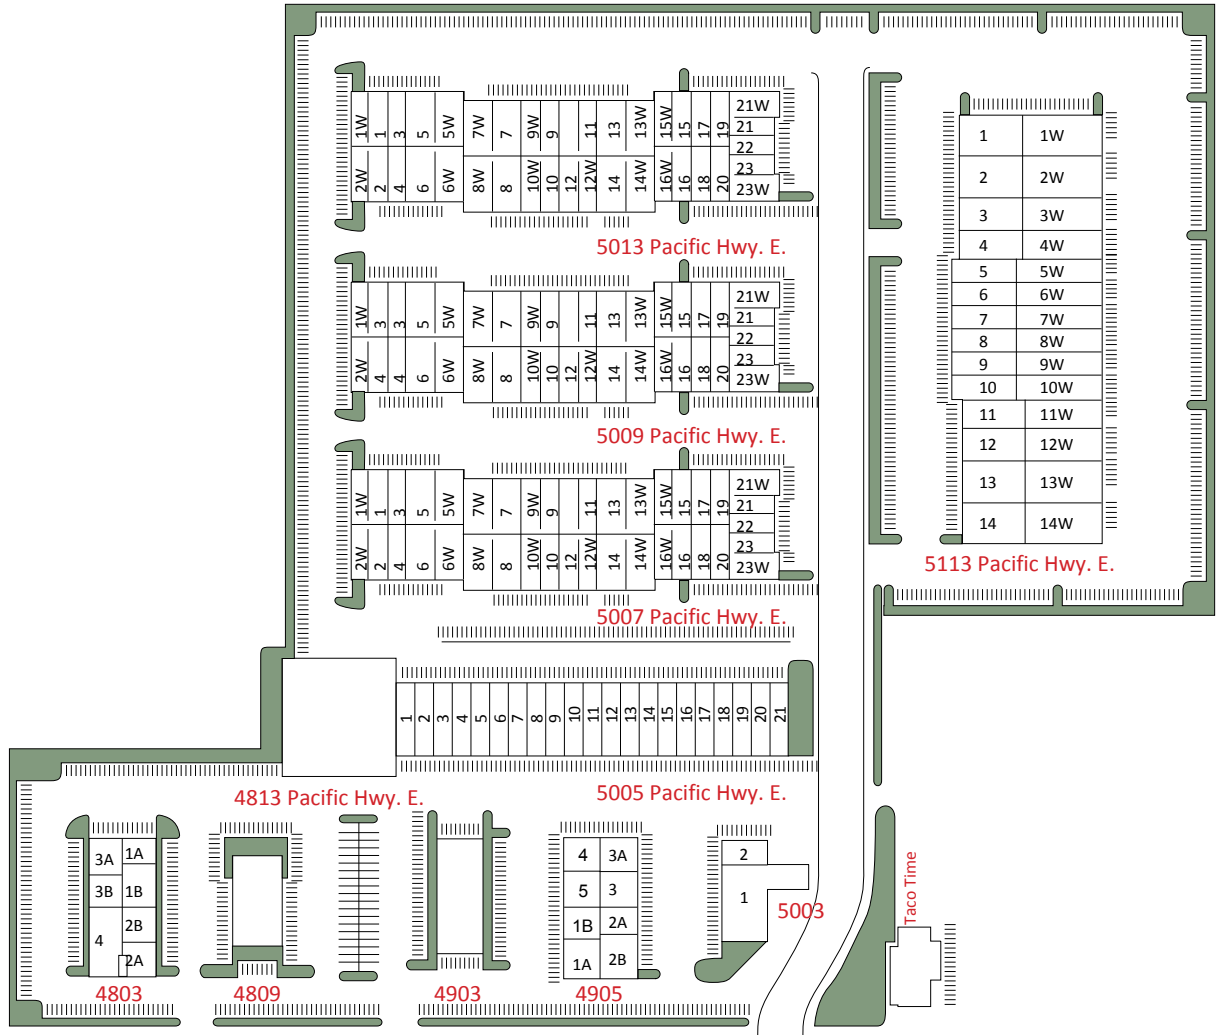 1W 1 3 5 5W 7W 7 9W 9 11 13 13W 15W 15 17 19 21W
21
22
23
2W 2 4 6 6W 8W 8 10W 10 12 12W 14 14W 16W 16 18 20 23W
5013 Pacific Hwy. E.
1W 3 3 5 5W 7W 7 9W 9 11 13 13W 15W 15 17 19 21W
21
22
23
2W 4 4 6 6W 8W 8 10W 10 12 12W 14 14W 16W 16 18 20 23W
5009 Pacific Hwy. E.
1W 1 3 5 5W 7W 7 9W 9 11 13 13W 15W 15 17 19 21W
21
22
23
2W 2 4 6 6W 8W 8 10W 10 12 12W 14 14W 16W 16 18 20 23W
5007 Pacific Hwy. E.
1 1W
2 2W
3 3W
4 4W
5 5W
6 6W
7 7W
8 8W
9 9W
10 10W
11 11W
12 12W
13 13W
14 14W
5113 Pacific Hwy. E.
1 2 3 4 5 6 7 8 9 10 11 12 13 14 15 16 17 18 19 20 21
4813 Pacific Hwy. E.
5005 Pacific Hwy. E.
3A 1A
3B 1B
4 2B
2A
4803
4809
4903
4 3A
5 3
1B 2A
1A 2B
4905
2
1
5003
Taco Time